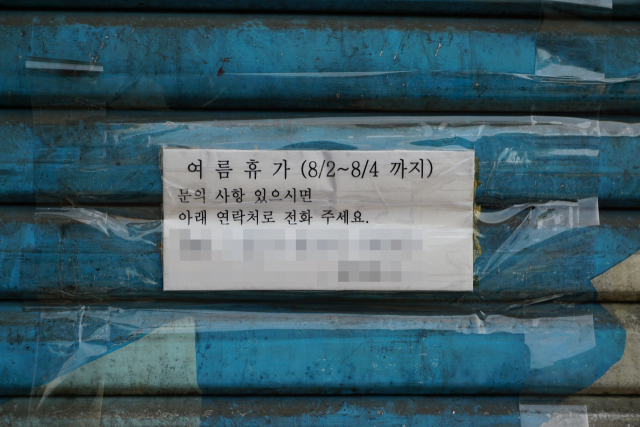 여 름 휴 가 (8/2~8/4 까지)
문의 사항 있으시면
아래 연락처로 전화 주세요.